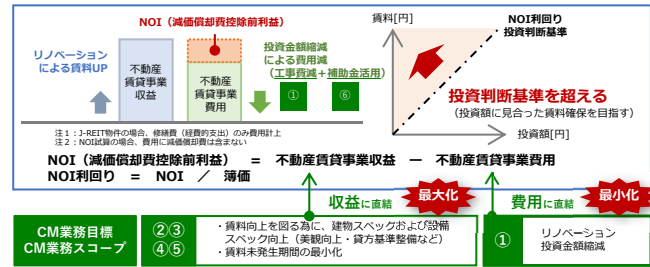 NOI（減価償却費控除前利益）
リノベーション
による賃料UP
不動産
賃貸事業
収益
不動産
賃貸事業
費用
投資金額縮減
による費用減
（工事費減＋補助金活用）
①
⑥
注１：J-REIT物件の場合、修繕費（経費的支出）のみ費用計上
注２：NOI試算の場合、費用に減価償却費は含まない
賃料[円]
NOI利回り
投資判断基準
投資判断基準を超える
（投資額に見合った賃料確保を目指す）
投資額[円]
NOI（減価償却費控除前利益） ＝ 不動産賃貸事業収益 － 不動産賃貸事業費用
NOI利回り ＝ NOI ／ 簿価
収益に直結
最大化
費用に直結
最小化
CM業務目標
CM業務スコープ
②③
④⑤
・賃料向上を図る為に、建物スペックおよび設備
スペック向上（美観向上・貸方基準整備など）
・賃料未発生期間の最小化
①
リノベーション
投資金額縮減